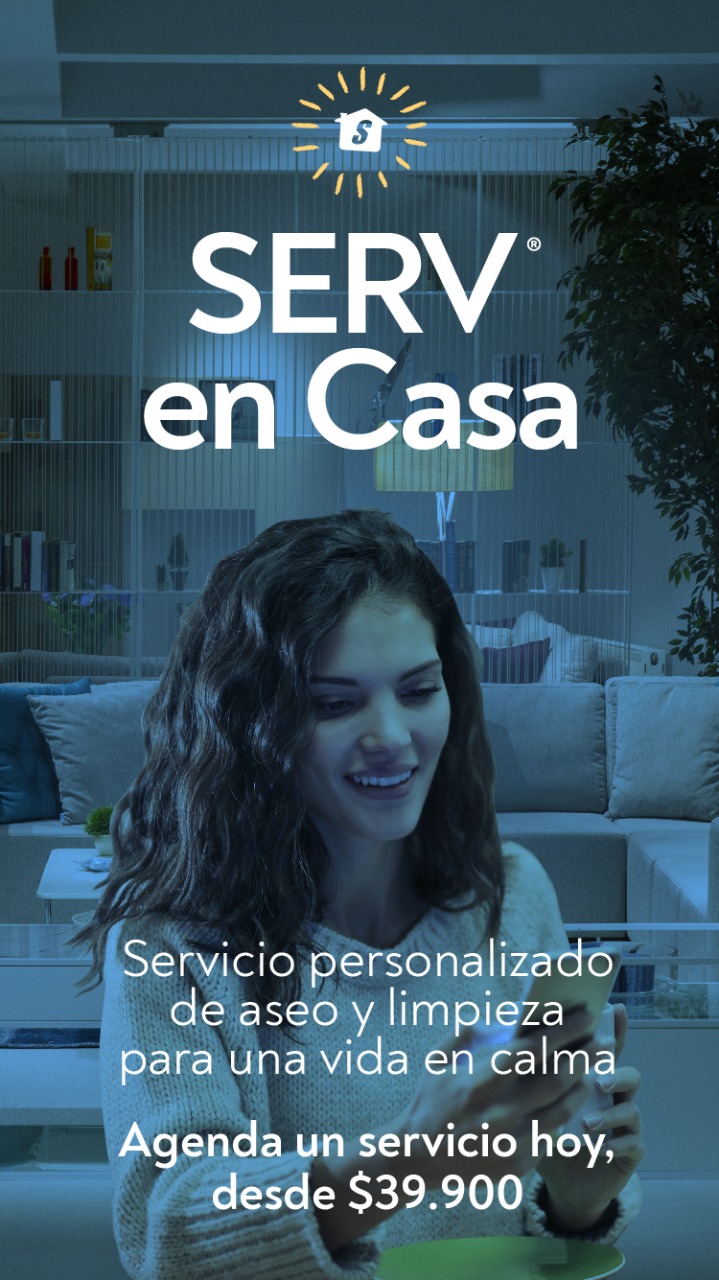 S
SERV®
en Casa
Servicio personalizado
de aseo y limpieza
para una vida en calma
Agenda un servicio hoy,
desde $39.900